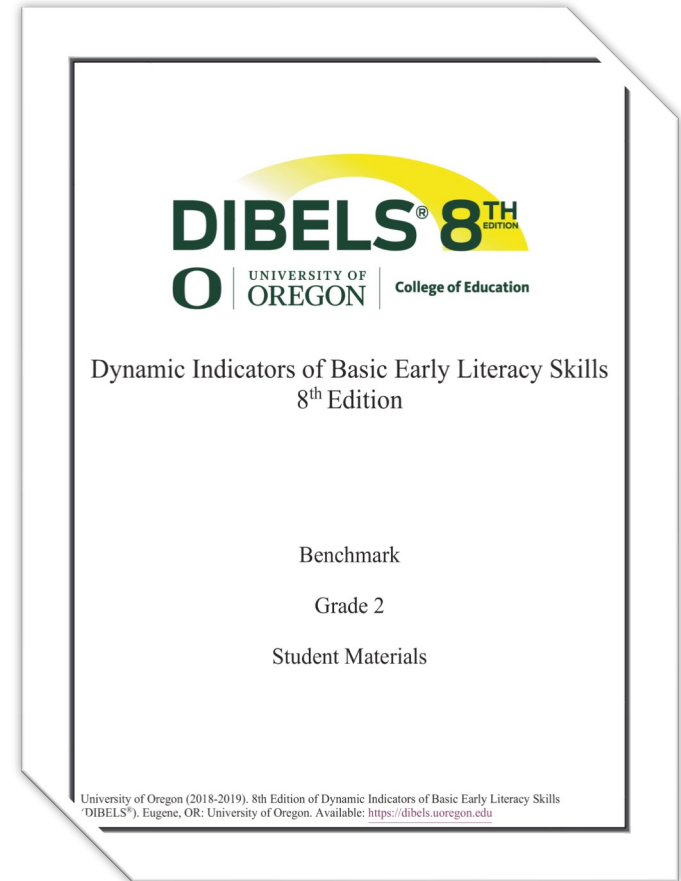 DIBELS® 8TH EDITION
O UNIVERSITY OF OREGON College of Education
Dynamic Indicators of Basic Early Literacy Skills
8th Edition
Benchmark
Grade 2
Student Materials
University of Oregon (2018-2019). 8th Edition of Dynamic Indicators of Basic Early Literacy Skills
(DIBELS®). Eugene, OR: University of Oregon. Available: https://dibels.uoregon.edu